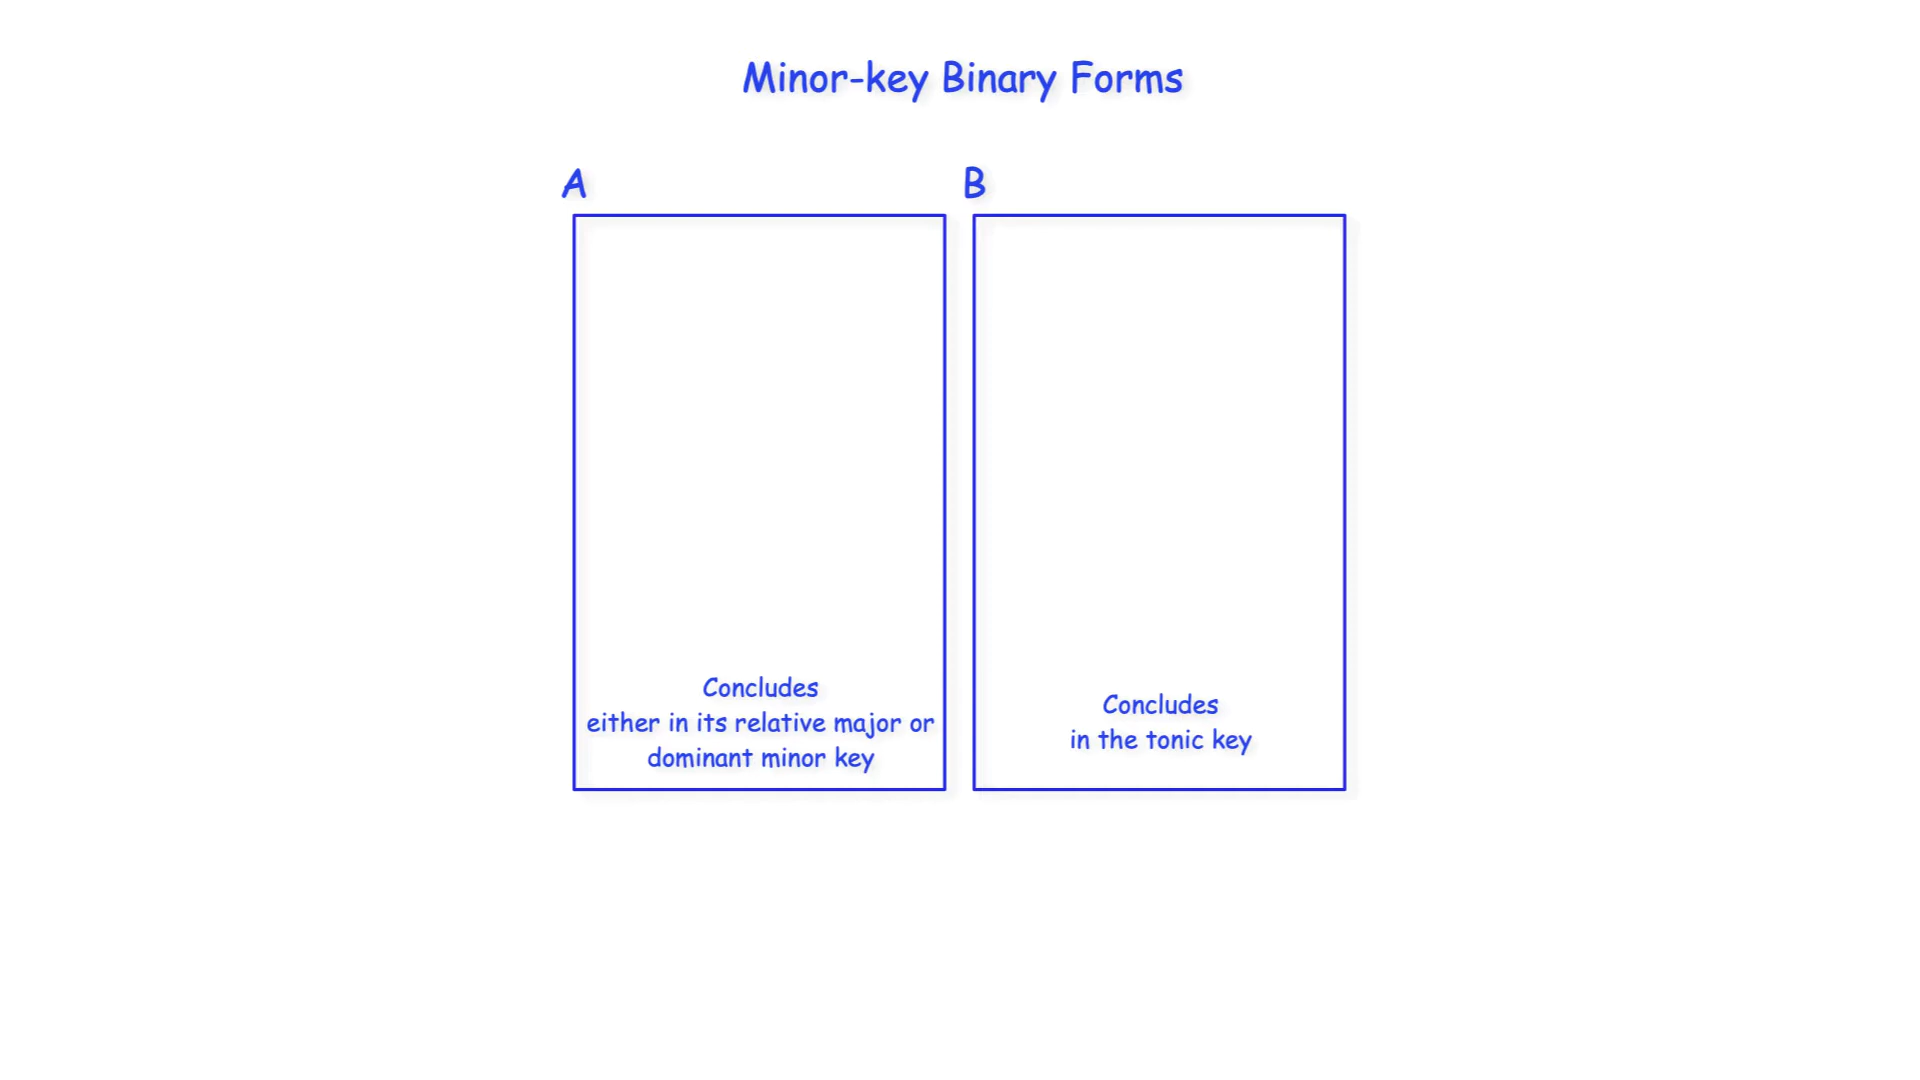 Minor-key Binary Forms
A
B
Concludes
either in its relative major or
dominant minor key
Concludes
in the tonic key